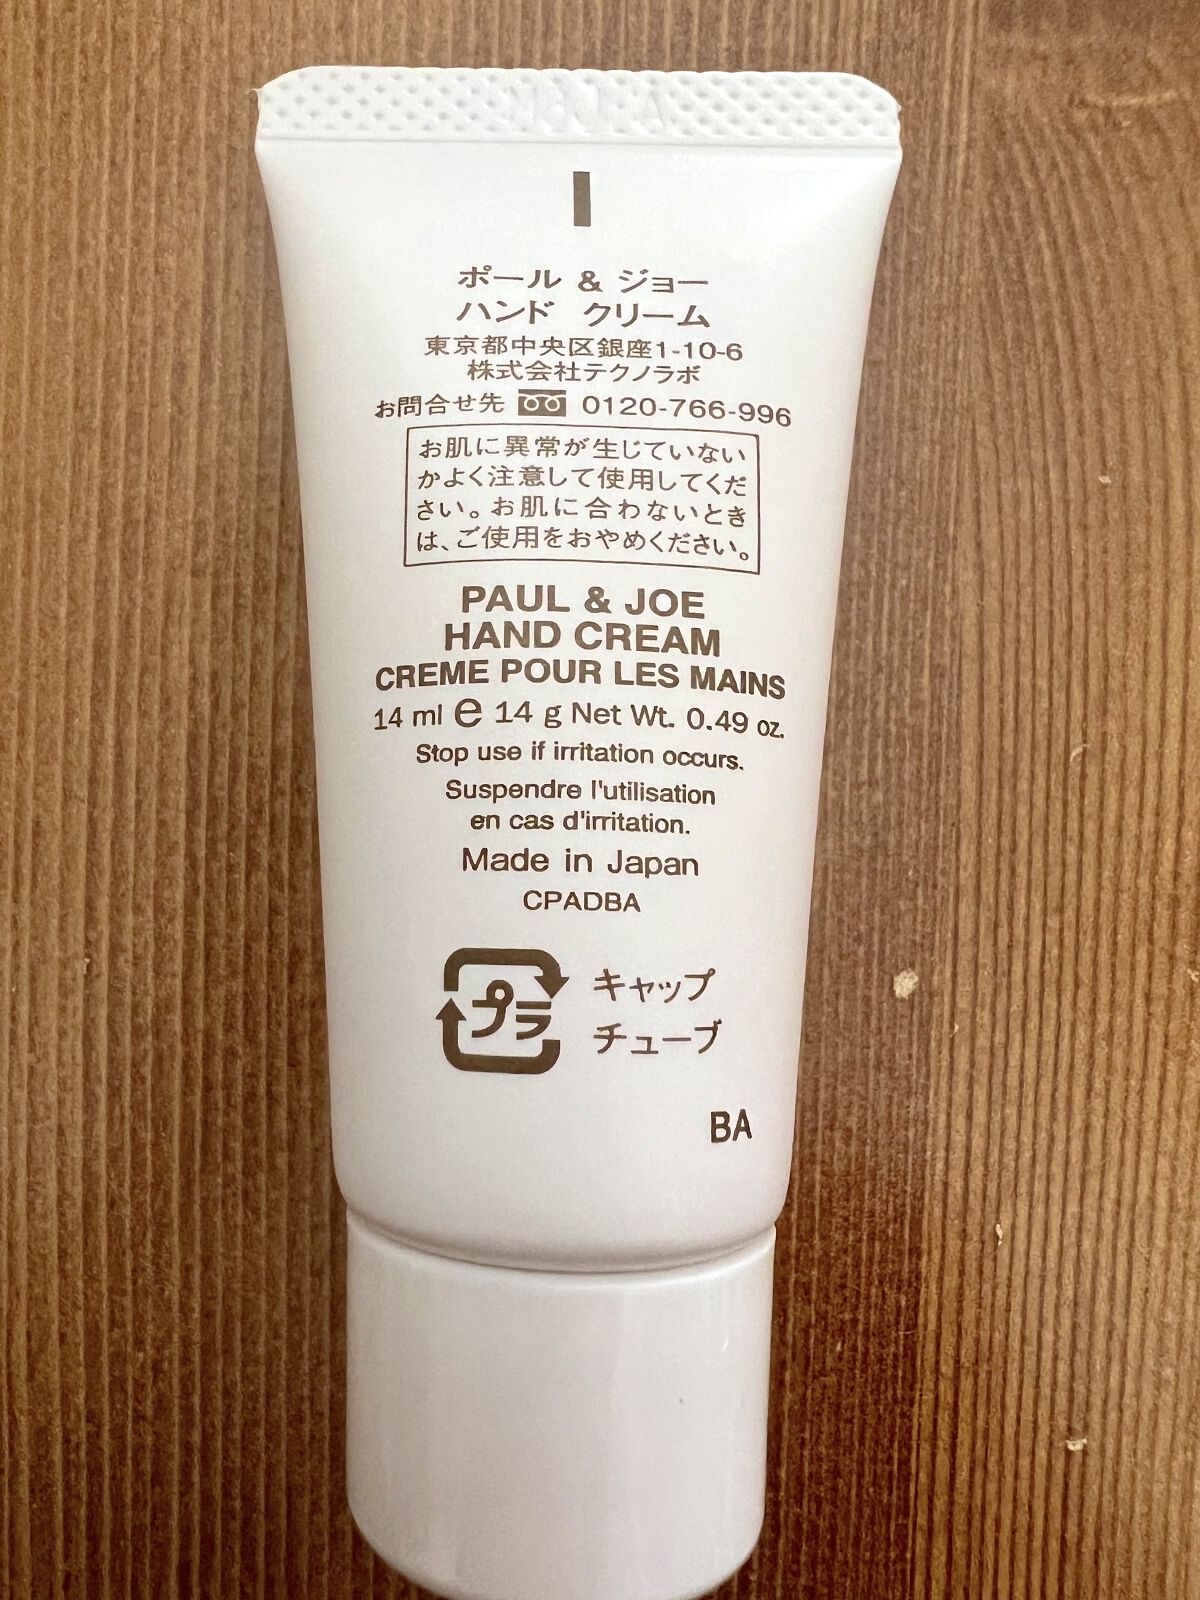 ポール & ジョー
ハンド クリーム
東京都中央区銀座1-10-6
株式会社テクノラボ
お問合せ先 0120-766-996
お肌に異常が生じていない
かよく注意して使用してくだ
さい。お肌に合わないとき
は、ご使用をおやめください。
PAUL & JOE
HAND CREAM
CREME POUR LES MAINS
14 ml e 14 g Net Wt. 0.49 oz.
Stop use if irritation occurs.
Suspendre l'utilisation
en cas d'irritation.
Made in Japan
CPADBA
プラ キャップ
チューブ
BA